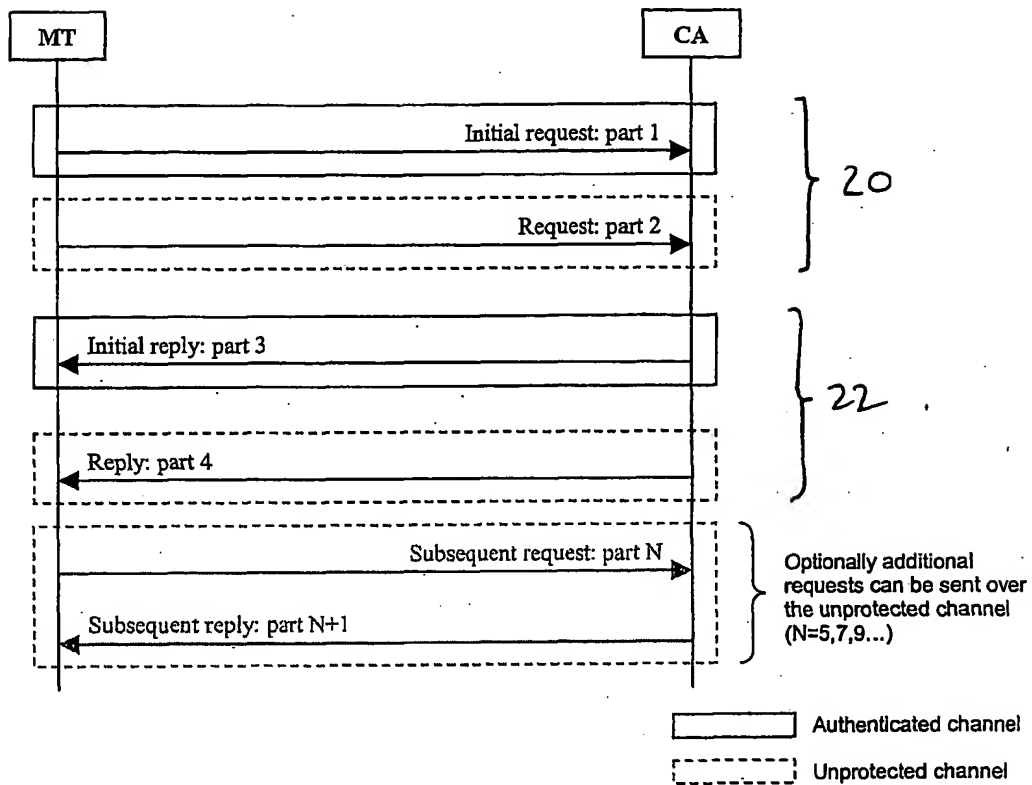 MT
CA
Initial request: part 1
Request: part 2
20
Initial reply: part 3
22
Reply: part 4
Subsequent request: part N
Subsequent reply: part N+1
Optionally additional
requests can be sent over
the unprotected channel
(N=5,7,9...)
Authenticated channel
Unprotected channel